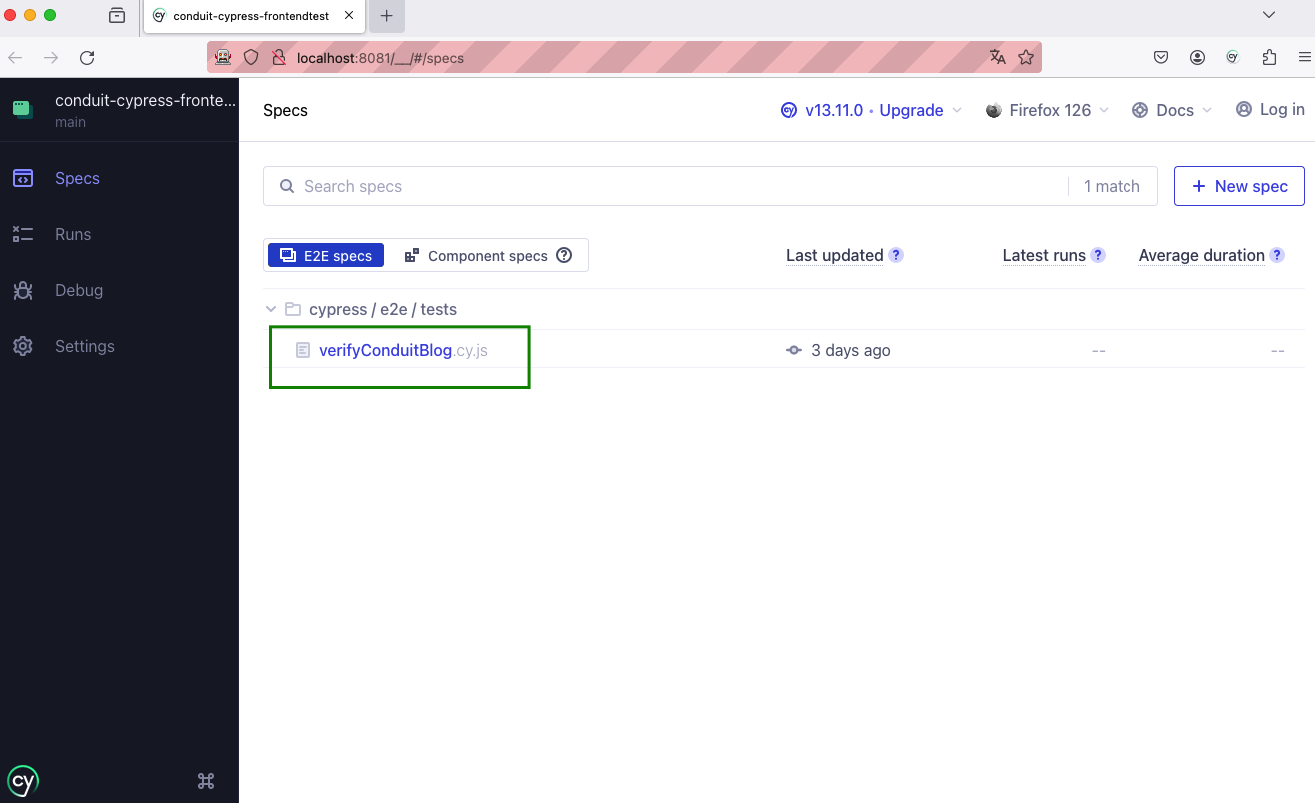 conduit-cypress-frontendtest
localhost:8081/__/#/specs
conduit-cypress-fronte...
main
Specs
v13.11.0 • Upgrade
Firefox 126
Docs
Log in
Specs
Runs
Debug
Settings
Search specs
1 match
+ New spec
E2E specs
Component specs ?
Last updated ?
Latest runs ?
Average duration ?
cypress / e2e / tests
verifyConduitBlog.cy.js
3 days ago
--
--
cy